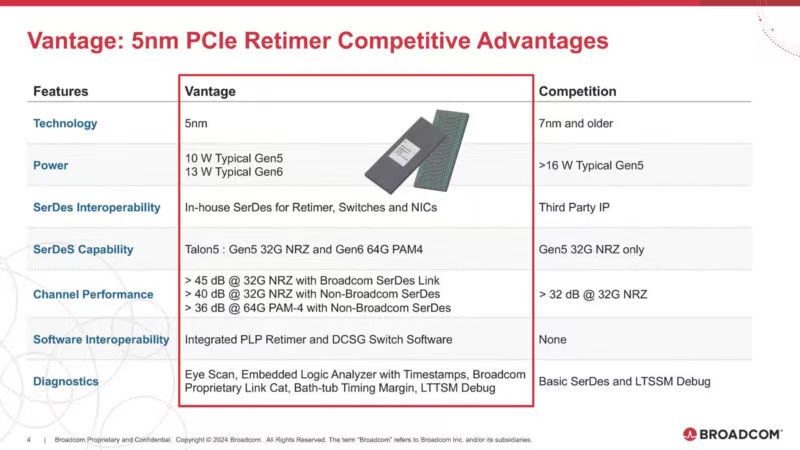 Vantage: 5nm PCIe Retimer Competitive Advantages
Features Vantage Competition
Technology 5nm 7nm and older
Power 10 W Typical Gen5
13 W Typical Gen6 >16 W Typical Gen5
SerDes Interoperability In-house SerDes for Retimer, Switches and NICs Third Party IP
SerDeS Capability Talon5 : Gen5 32G NRZ and Gen6 64G PAM4 Gen5 32G NRZ only
Channel Performance > 45 dB @ 32G NRZ with Broadcom SerDes Link
> 40 dB @ 32G NRZ with Non-Broadcom SerDes
> 36 dB @ 64G PAM-4 with Non-Broadcom SerDes > 32 dB @ 32G NRZ
Software Interoperability Integrated PLP Retimer and DCSG Switch Software None
Diagnostics Eye Scan, Embedded Logic Analyzer with Timestamps, Broadcom
Proprietary Link Cat, Bath-tub Timing Margin, LTTSM Debug Basic SerDes and LTSSM Debug
4 | Broadcom Proprietary and Confidential. Copyright © 2024 Broadcom. All Rights Reserved. The term “Broadcom” refers to Broadcom Inc. and/or its subsidiaries.
BROADCOM®